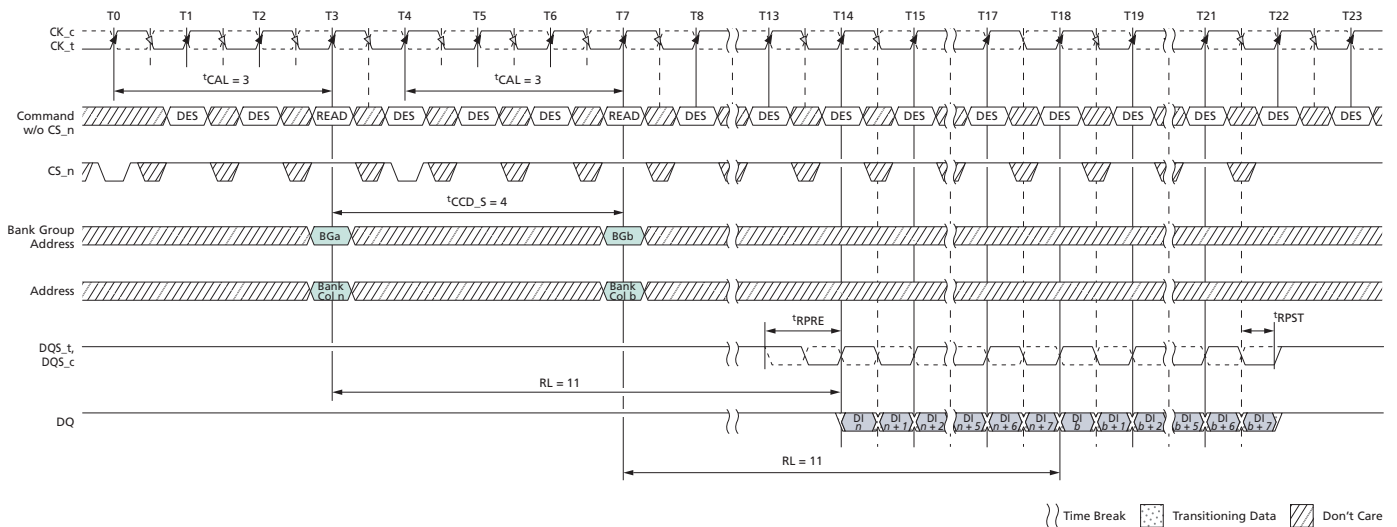 T0 T1 T2 T3 T4 T5 T6 T7 T8 T13 T14 T15 T17 T18 T19 T21 T22 T23
CK_c
CK_t
tCAL = 3 tCAL = 3
Command
w/o CS_n
DES DES READ DES DES DES READ DES DES DES DES DES DES DES DES DES DES
CS_n
tCCD_S = 4
Bank Group
Address
BGa BGb
Address
Bank
Col n
Bank
Col b
tRPRE tRPST
DQS_t,
DQS_c
RL = 11
DQ
DI
n
DI
n + 1
DI
n + 2
DI
n + 5
DI
n + 6
DI
n + 7
DI
b
DI
b + 1
DI
b + 2
DI
b + 5
DI
b + 6
DI
b + 7
RL = 11
Time Break Transitioning Data Don't Care